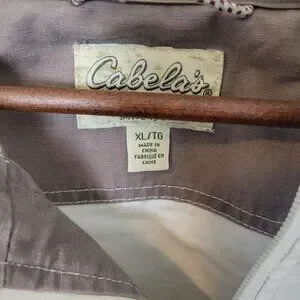 Cabela's®
XL/TG
MADE IN
CHINA
FABRIQUÉ EN
CHINE